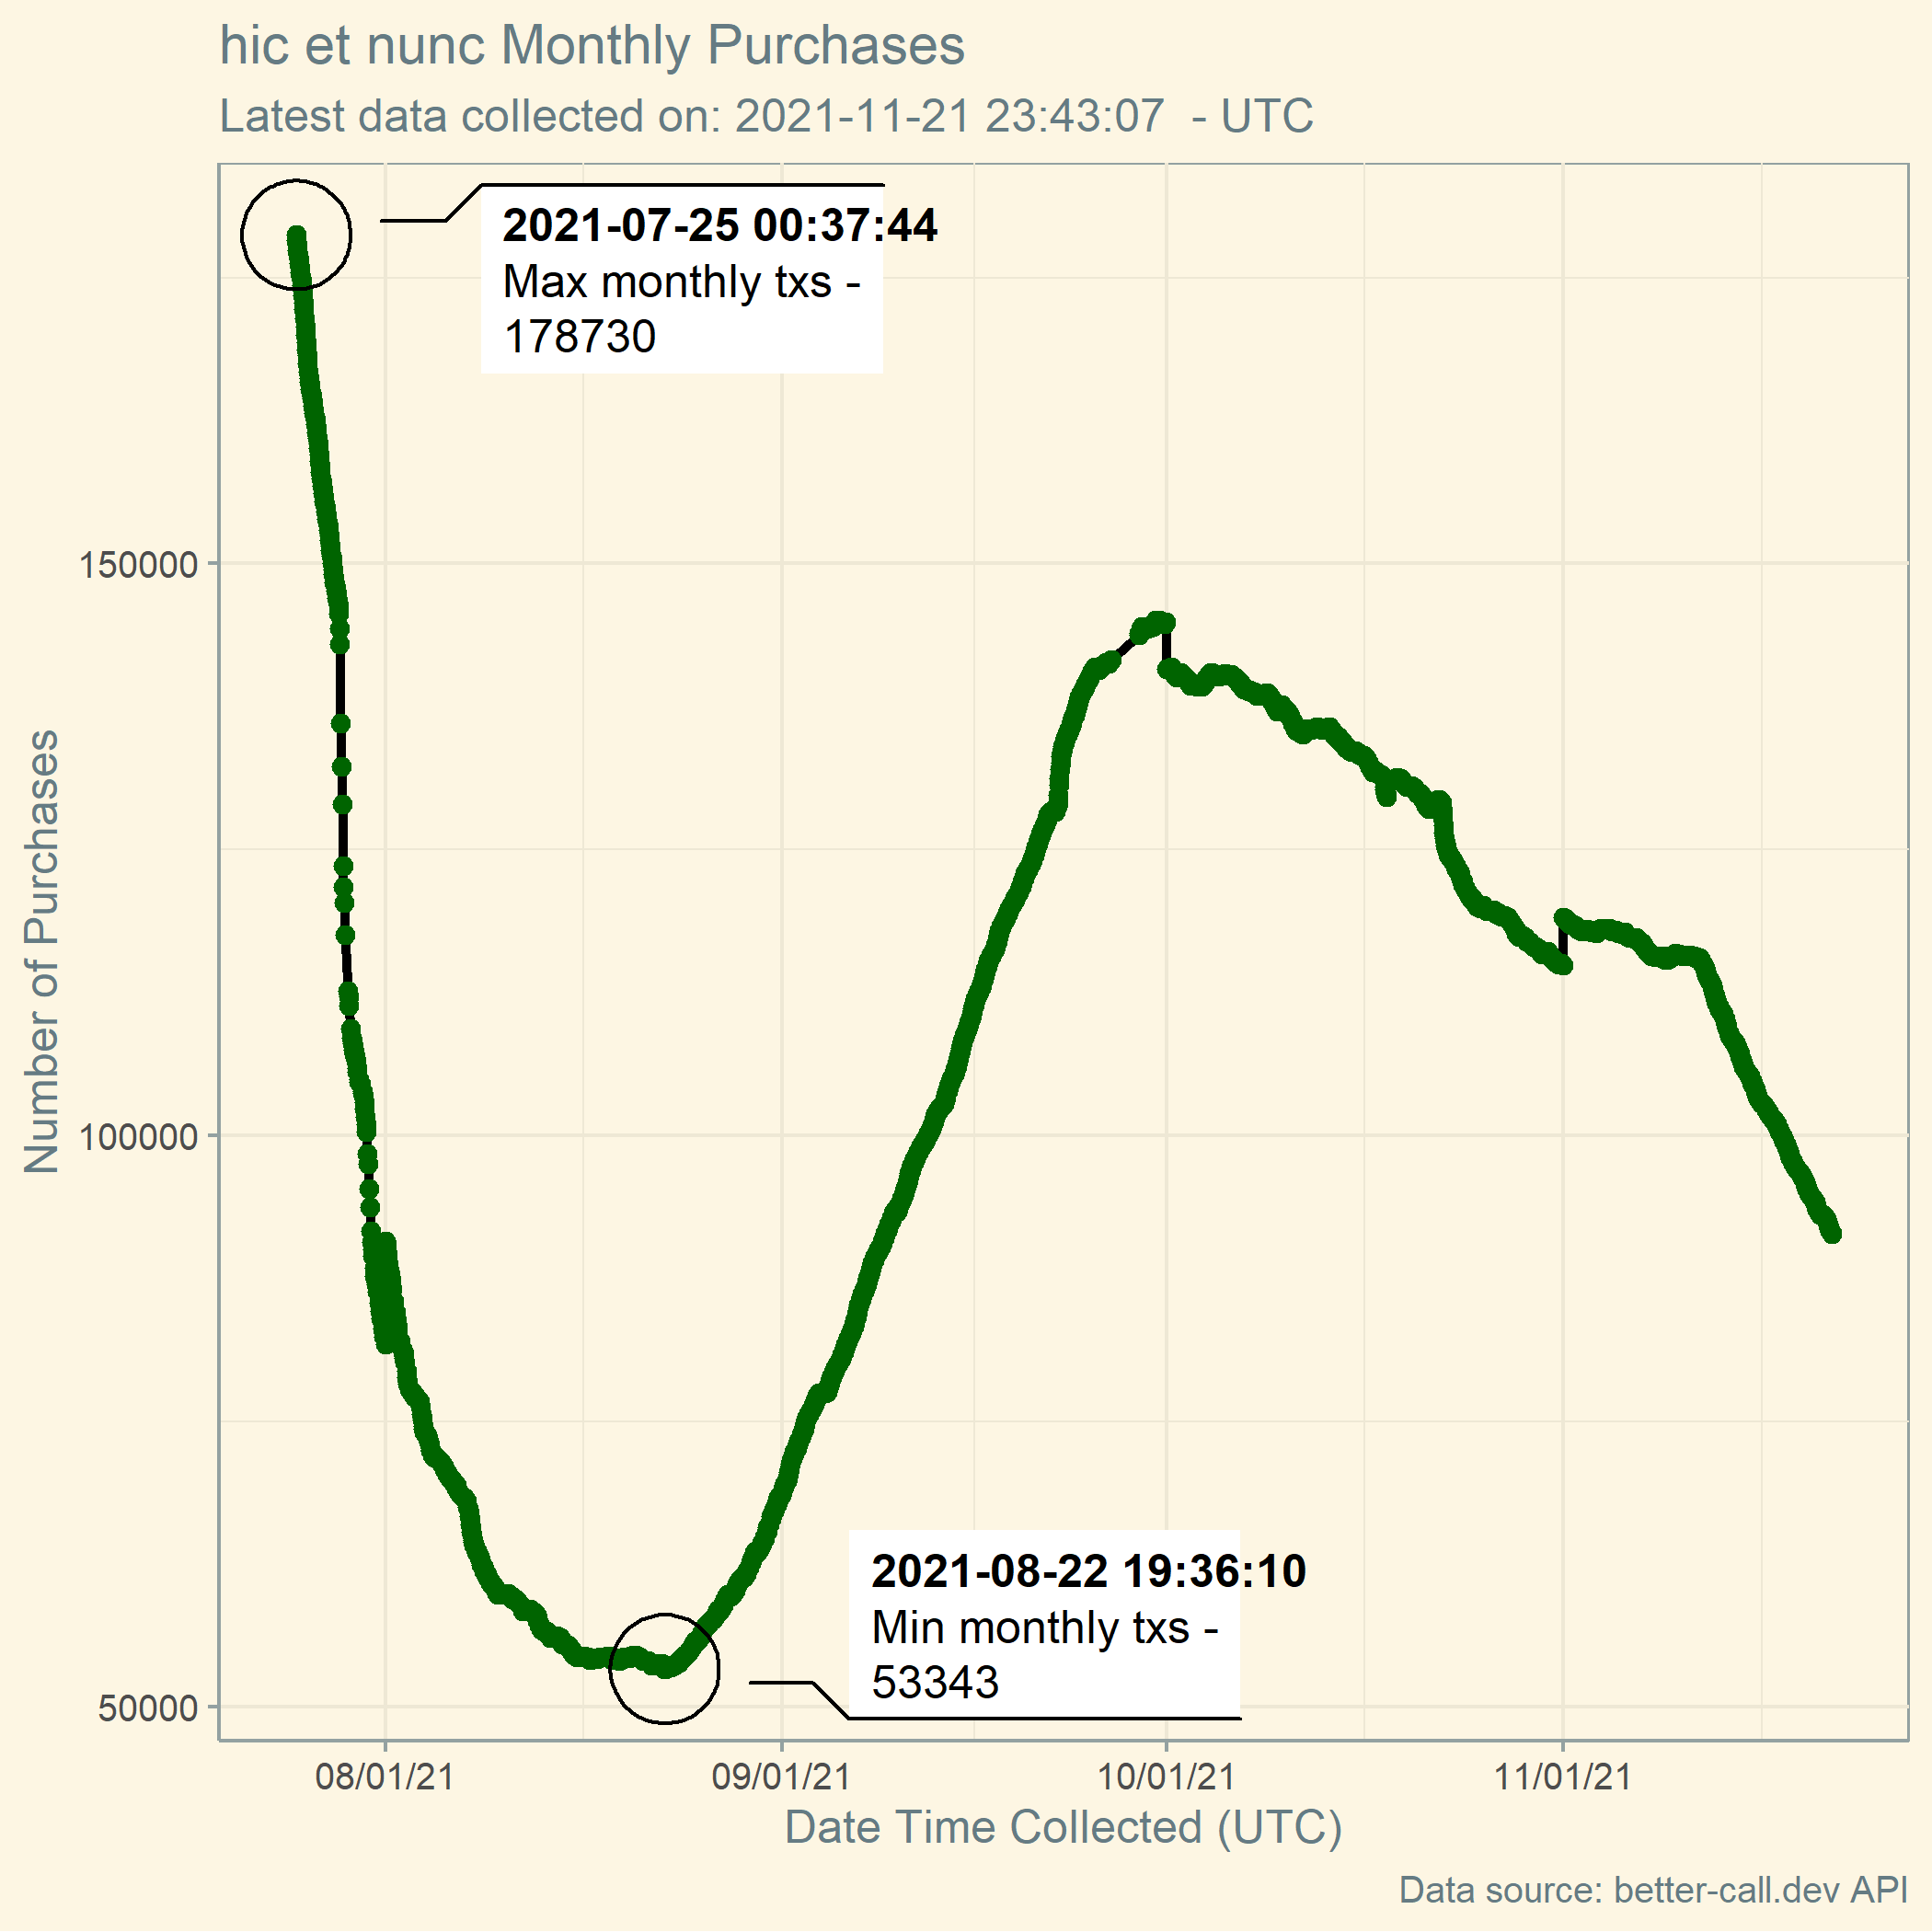 hic et nunc Monthly Purchases
Latest data collected on: 2021-11-21 23:43:07  - UTC
2021-07-25 00:37:44
Max monthly txs -
178730
150000
100000
50000
Number of Purchases
2021-08-22 19:36:10
Min monthly txs -
53343
08/01/21
09/01/21
10/01/21
11/01/21
Date Time Collected (UTC)
Data source: better-call.dev API